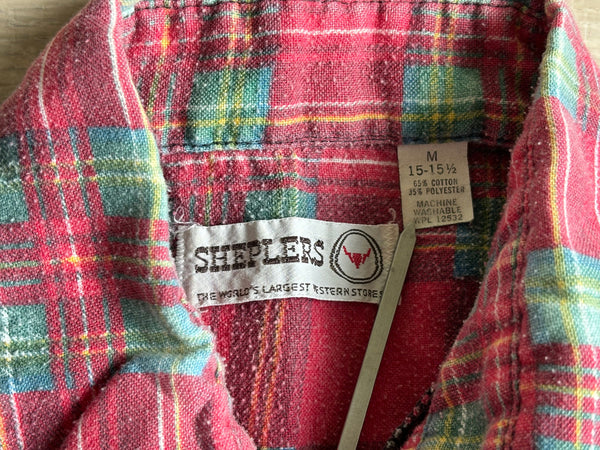 SHEPLERS
THE WORLD'S LARGEST WESTERN STORES
M
15-15½
65% COTTON
35% POLYESTER
MACHINE
WASHABLE
WPL 12532